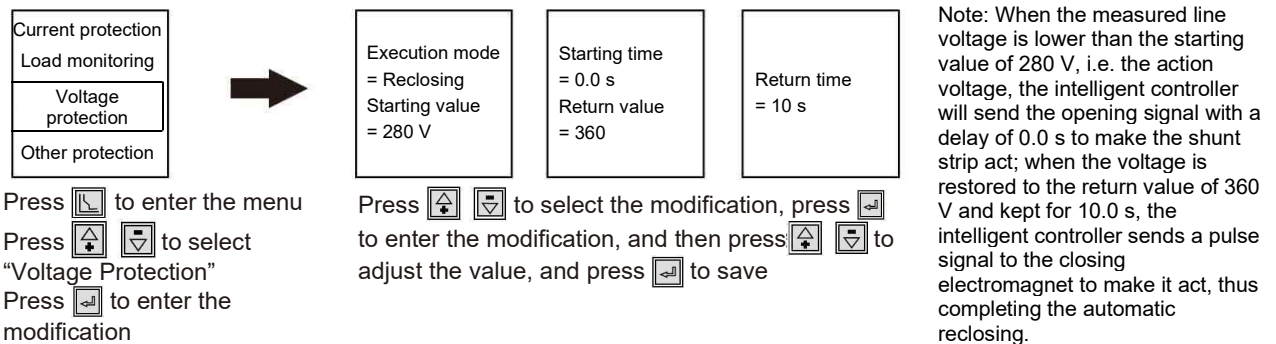 Current protection
Load monitoring
Voltage
protection
Other protection
Press to enter the menu
Press to select
“Voltage Protection”
Press to enter the
modification
Execution mode
= Reclosing
Starting value
= 280 V
Starting time
= 0.0 s
Return value
= 360
Return time
= 10 s
Press to select the modification, press
to enter the modification, and then press to
adjust the value, and press to save
Note: When the measured line
voltage is lower than the starting
value of 280 V, i.e. the action
voltage, the intelligent controller
will send the opening signal with a
delay of 0.0 s to make the shunt
strip act; when the voltage is
restored to the return value of 360
V and kept for 10.0 s, the
intelligent controller sends a pulse
signal to the closing
electromagnet to make it act, thus
completing the automatic
reclosing.